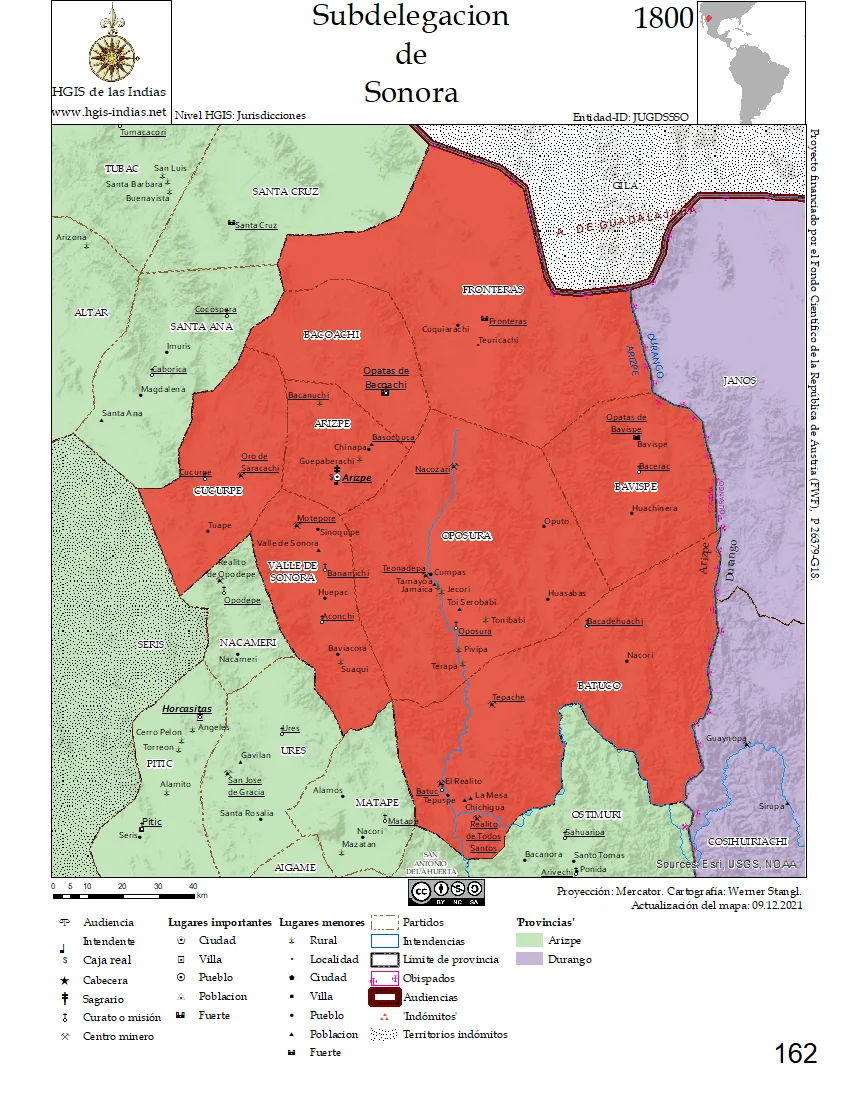 Subdelegacion
de
Sonora
1800
HGIS de las Indias
www.hgis-indias.net
Nivel HGIS: Jurisdicciones
Entidad-ID: JUGDSSSO
Proyecto financiado por el Fondo Científico de la República de Austria (FWF), P 26379-G18.
Tumacacori
TUBAC
San Luis
Santa Barbara
Buenavista
SANTA CRUZ
Santa Cruz
GILA
A. DE GUADALAJARA
Arizona
ALTAR
Cocospera
SANTA ANA
Imuris
Caborica
Magdalena
Santa Ana
FRONTERAS
Fronteras
Cuquiarachi
Teuricachi
BACOACHI
Opatas de
Bacoachi
DURANGO
ARIZPE
JANOS
Bacanuchi
ARIZPE
Basochuca
Chinapa
Guepaberachi
Arizpe
Oro de
Saracachi
Cucurpe
CUCURPE
Tuape
Nacozari
Opatas de
Bavispe
Bavispe
Bacerac
BAVISPE
Huachinera
SONORA
DURANGO
Arizpe
Durango
Motepore
Sinoquipe
Valle de Sonora
OPOSURA
Oputo
Realito
de Opodepe
Opodepe
VALLE DE
SONORA
Banamichi
Huepac
Aconchi
Teonadepa
Cumpas
Tamayoa
Jamaica
Jecori
Toi Serobabi
Huasabas
Tonibabi
Oposura
Bacadehuachi
SERIS
NACAMERI
Nacameri
Baviacora
Suaqui
Pivipa
Terapa
Nacori
BATUCO
Tepache
Horcasitas
Angeles
Cerro Pelon
Torreon
PITIC
Ures
URES
Gavilan
Guaynopa
Alamito
San Jose
de Gracia
Alamos
El Realito
Batuc
Tepuspe
La Mesa
Chichigua
Santa Rosalia
MATAPE
Matape
OSTIMURI
Sirupa
Pitic
Seris
Nacori
Mazatan
Realito
de Todos
Santos
Sahuaripa
COSIHUIRIACHI
AIGAME
SAN
ANTONIO
DE LA HUERTA
Bacanora
Santo Tomas
Arivechi
Ponida
Sources: Esri, USGS, NOAA
0 5 10 20 30 40
km
CC BY NC SA
Proyección: Mercator. Cartografía: Werner Stangl.
Actualización del mapa: 09.12.2021
Audiencia
Intendente
Caja real
Cabecera
Sagrario
Curato o misión
Centro minero
Lugares importantes
Ciudad
Villa
Pueblo
Poblacion
Fuerte
Lugares menores
Rural
Localidad
Ciudad
Villa
Pueblo
Poblacion
Fuerte
Partidos
Intendencias
Límite de provincia
Obispados
Audiencias
'Indómitos'
Territorios indómitos
'Provincias'
Arizpe
Durango
162